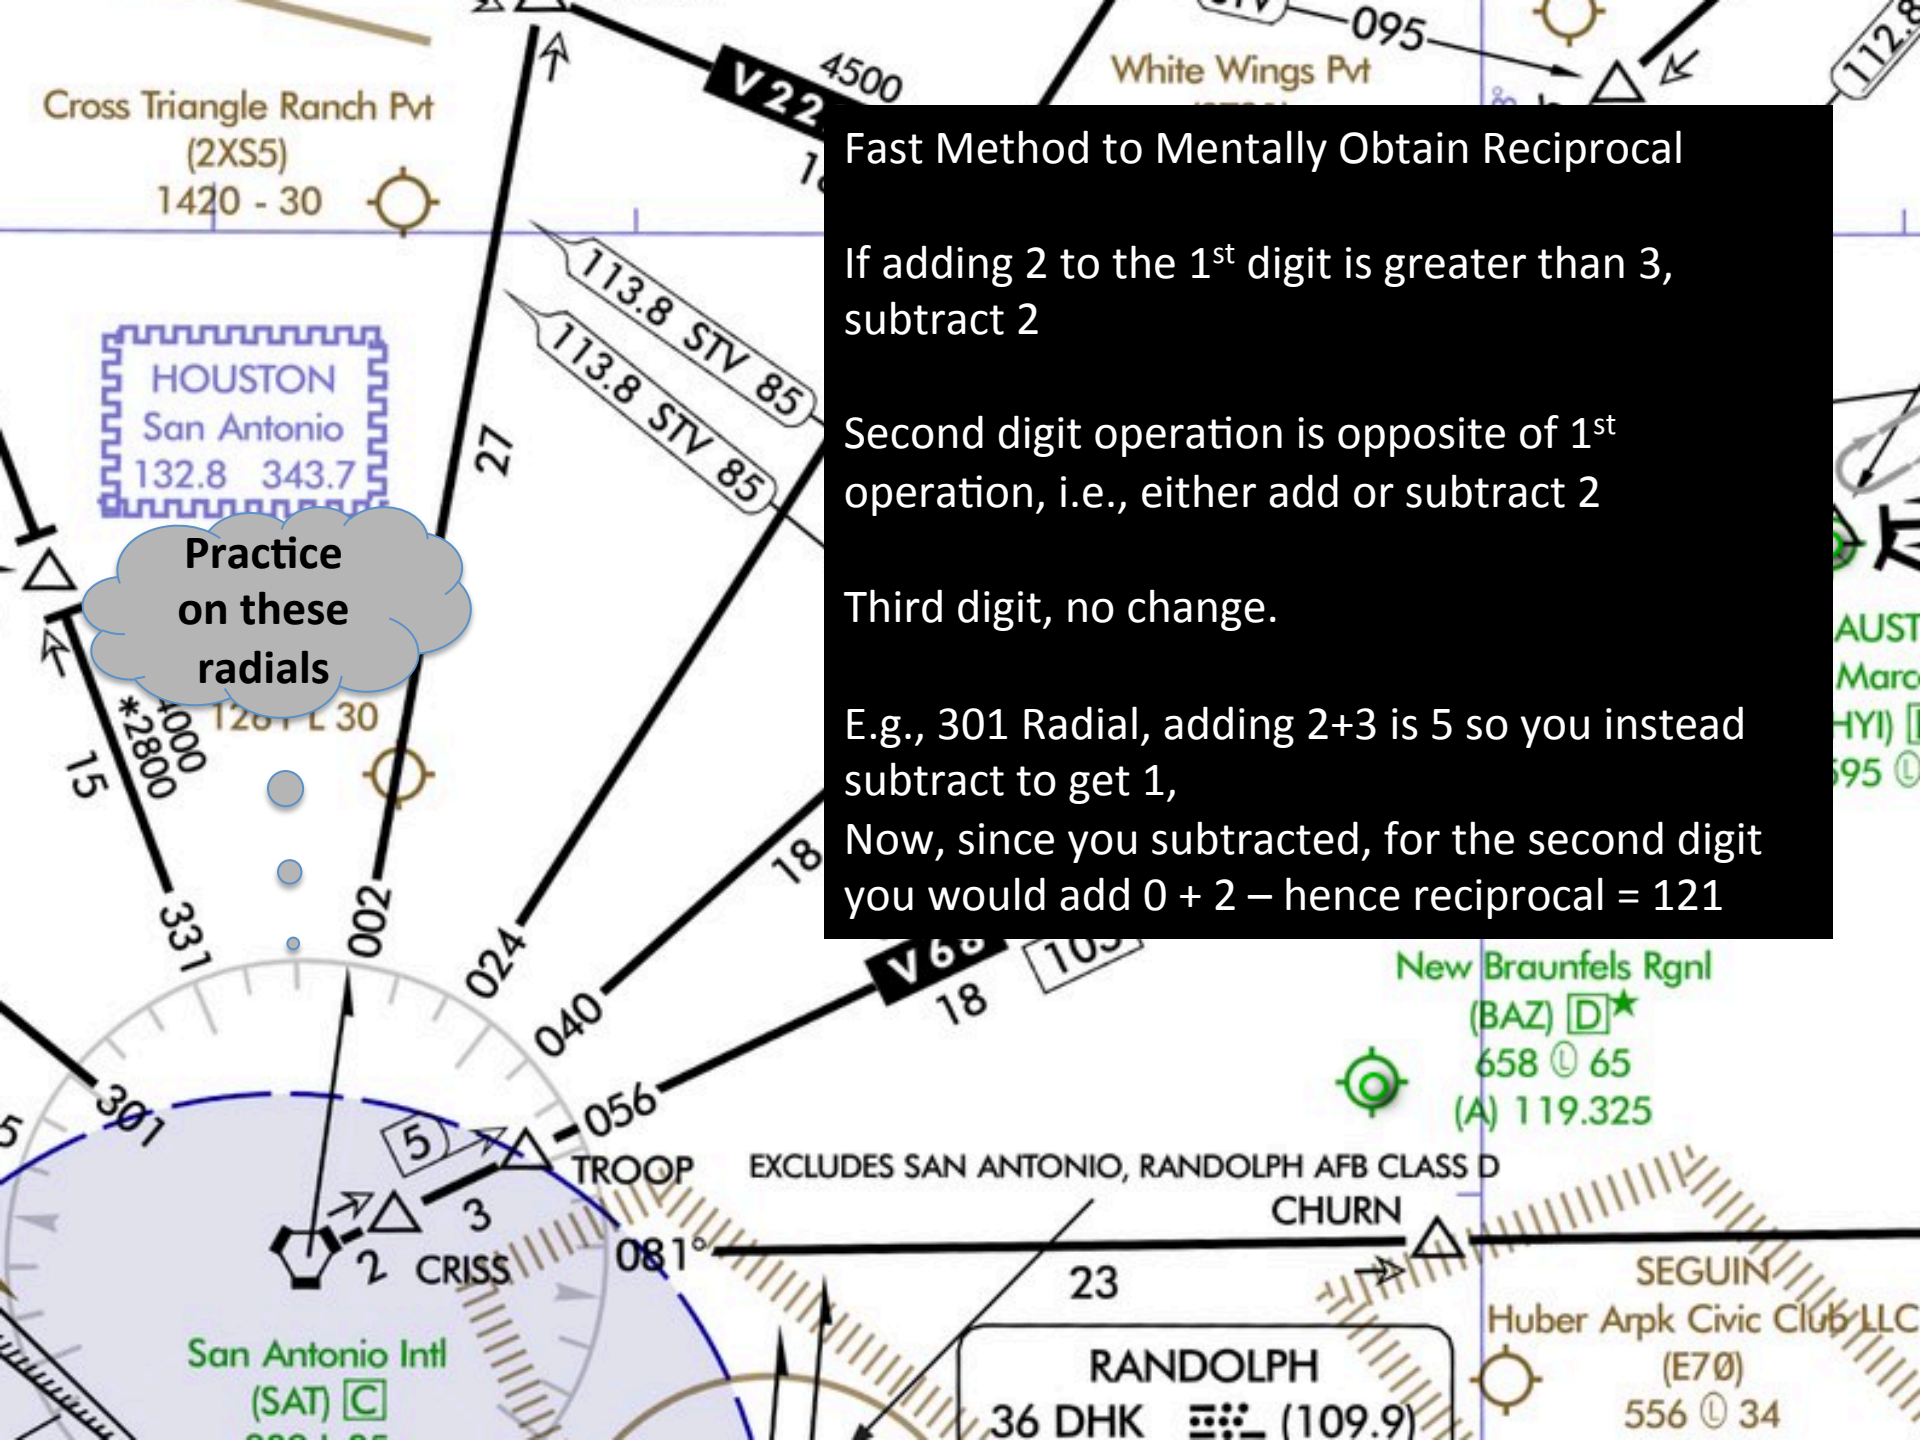 095
112.8
4500
V 22
White Wings Pvt
Cross Triangle Ranch Pvt
(2XS5)
1420 - 30
Fast Method to Mentally Obtain Reciprocal
If adding 2 to the 1st digit is greater than 3,
subtract 2
Second digit operation is opposite of 1st
operation, i.e., either add or subtract 2
Third digit, no change.
E.g., 301 Radial, adding 2+3 is 5 so you instead
subtract to get 1,
Now, since you subtracted, for the second digit
you would add 0 + 2 – hence reciprocal = 121
113.8 STV 85
113.8 STV 85
HOUSTON
San Antonio
132.8 343.7
27
Practice
on these
radials
L 30
4000
*2800
15
18
331
002
024
040
056
301
V 68
18
New Braunfels Rgnl
(BAZ) D
658 L 65
(A) 119.325
5
TROOP
3
2
CRISS
081°
EXCLUDES SAN ANTONIO, RANDOLPH AFB CLASS D
CHURN
23
SEGUIN
Huber Arpk Civic Club LLC
(E70)
556 L 34
San Antonio Intl
(SAT) C
RANDOLPH
36 DHK (109.9)